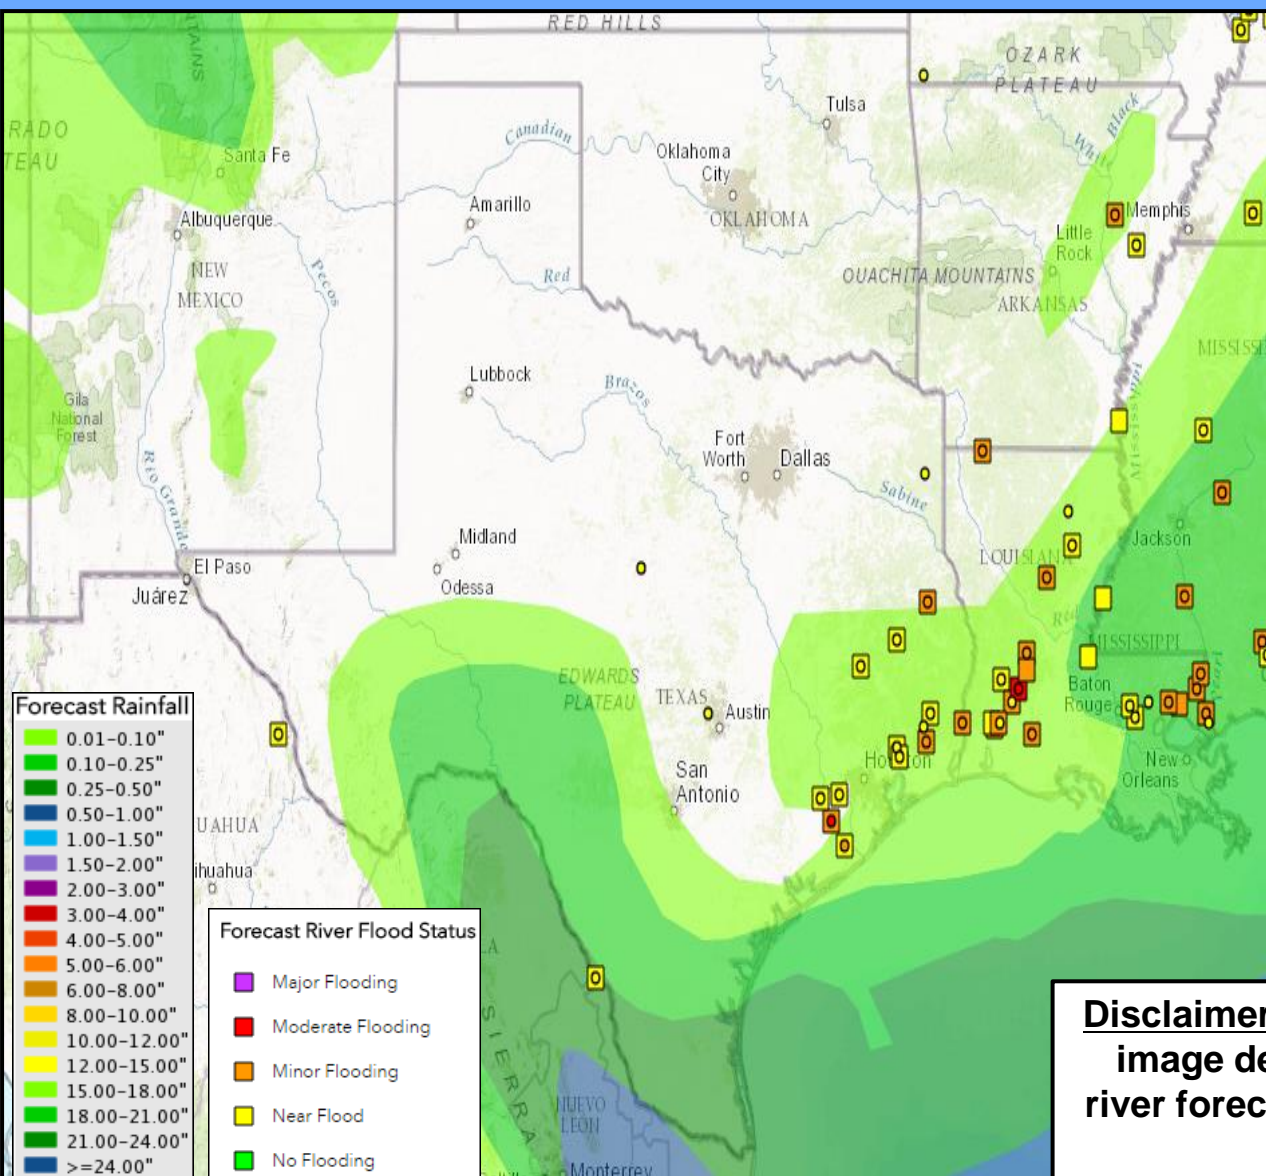 RED HILLS
NTAINS
OZARK
PLATEAU
RADO
TEAU
Tulsa
Black
White
Canadian
Oklahoma
City
Santa Fe
Amarillo
OKLAHOMA
Memphis
Albuquerque
Little
Rock
NEW
MEXICO
Pecos
Red
OUACHITA MOUNTAINS
ARKANSAS
MISSISSI
Mississippi
Lubbock
Brazos
Gila
National
Forest
Fort
Worth
Dallas
Rio Grande
Sabine
Jackson
Midland
Odessa
El Paso
Juárez
LOUISIANA
Red
MISSISSIPPI
EDWARDS
PLATEAU
TEXAS
Austin
Baton
Rouge
Pearl
New
Orleans
Houston
San
Antonio
UAHUA
ihuahua
LA
SIERRA
NUEVO
LEÓN
Monterrey
Forecast Rainfall
0.01-0.10"
0.10-0.25"
0.25-0.50"
0.50-1.00"
1.00-1.50"
1.50-2.00"
2.00-3.00"
3.00-4.00"
4.00-5.00"
5.00-6.00"
6.00-8.00"
8.00-10.00"
10.00-12.00"
12.00-15.00"
15.00-18.00"
18.00-21.00"
21.00-24.00"
>=24.00"
Forecast River Flood Status
Major Flooding
Moderate Flooding
Minor Flooding
Near Flood
No Flooding
Disclaimer
image de
river forec